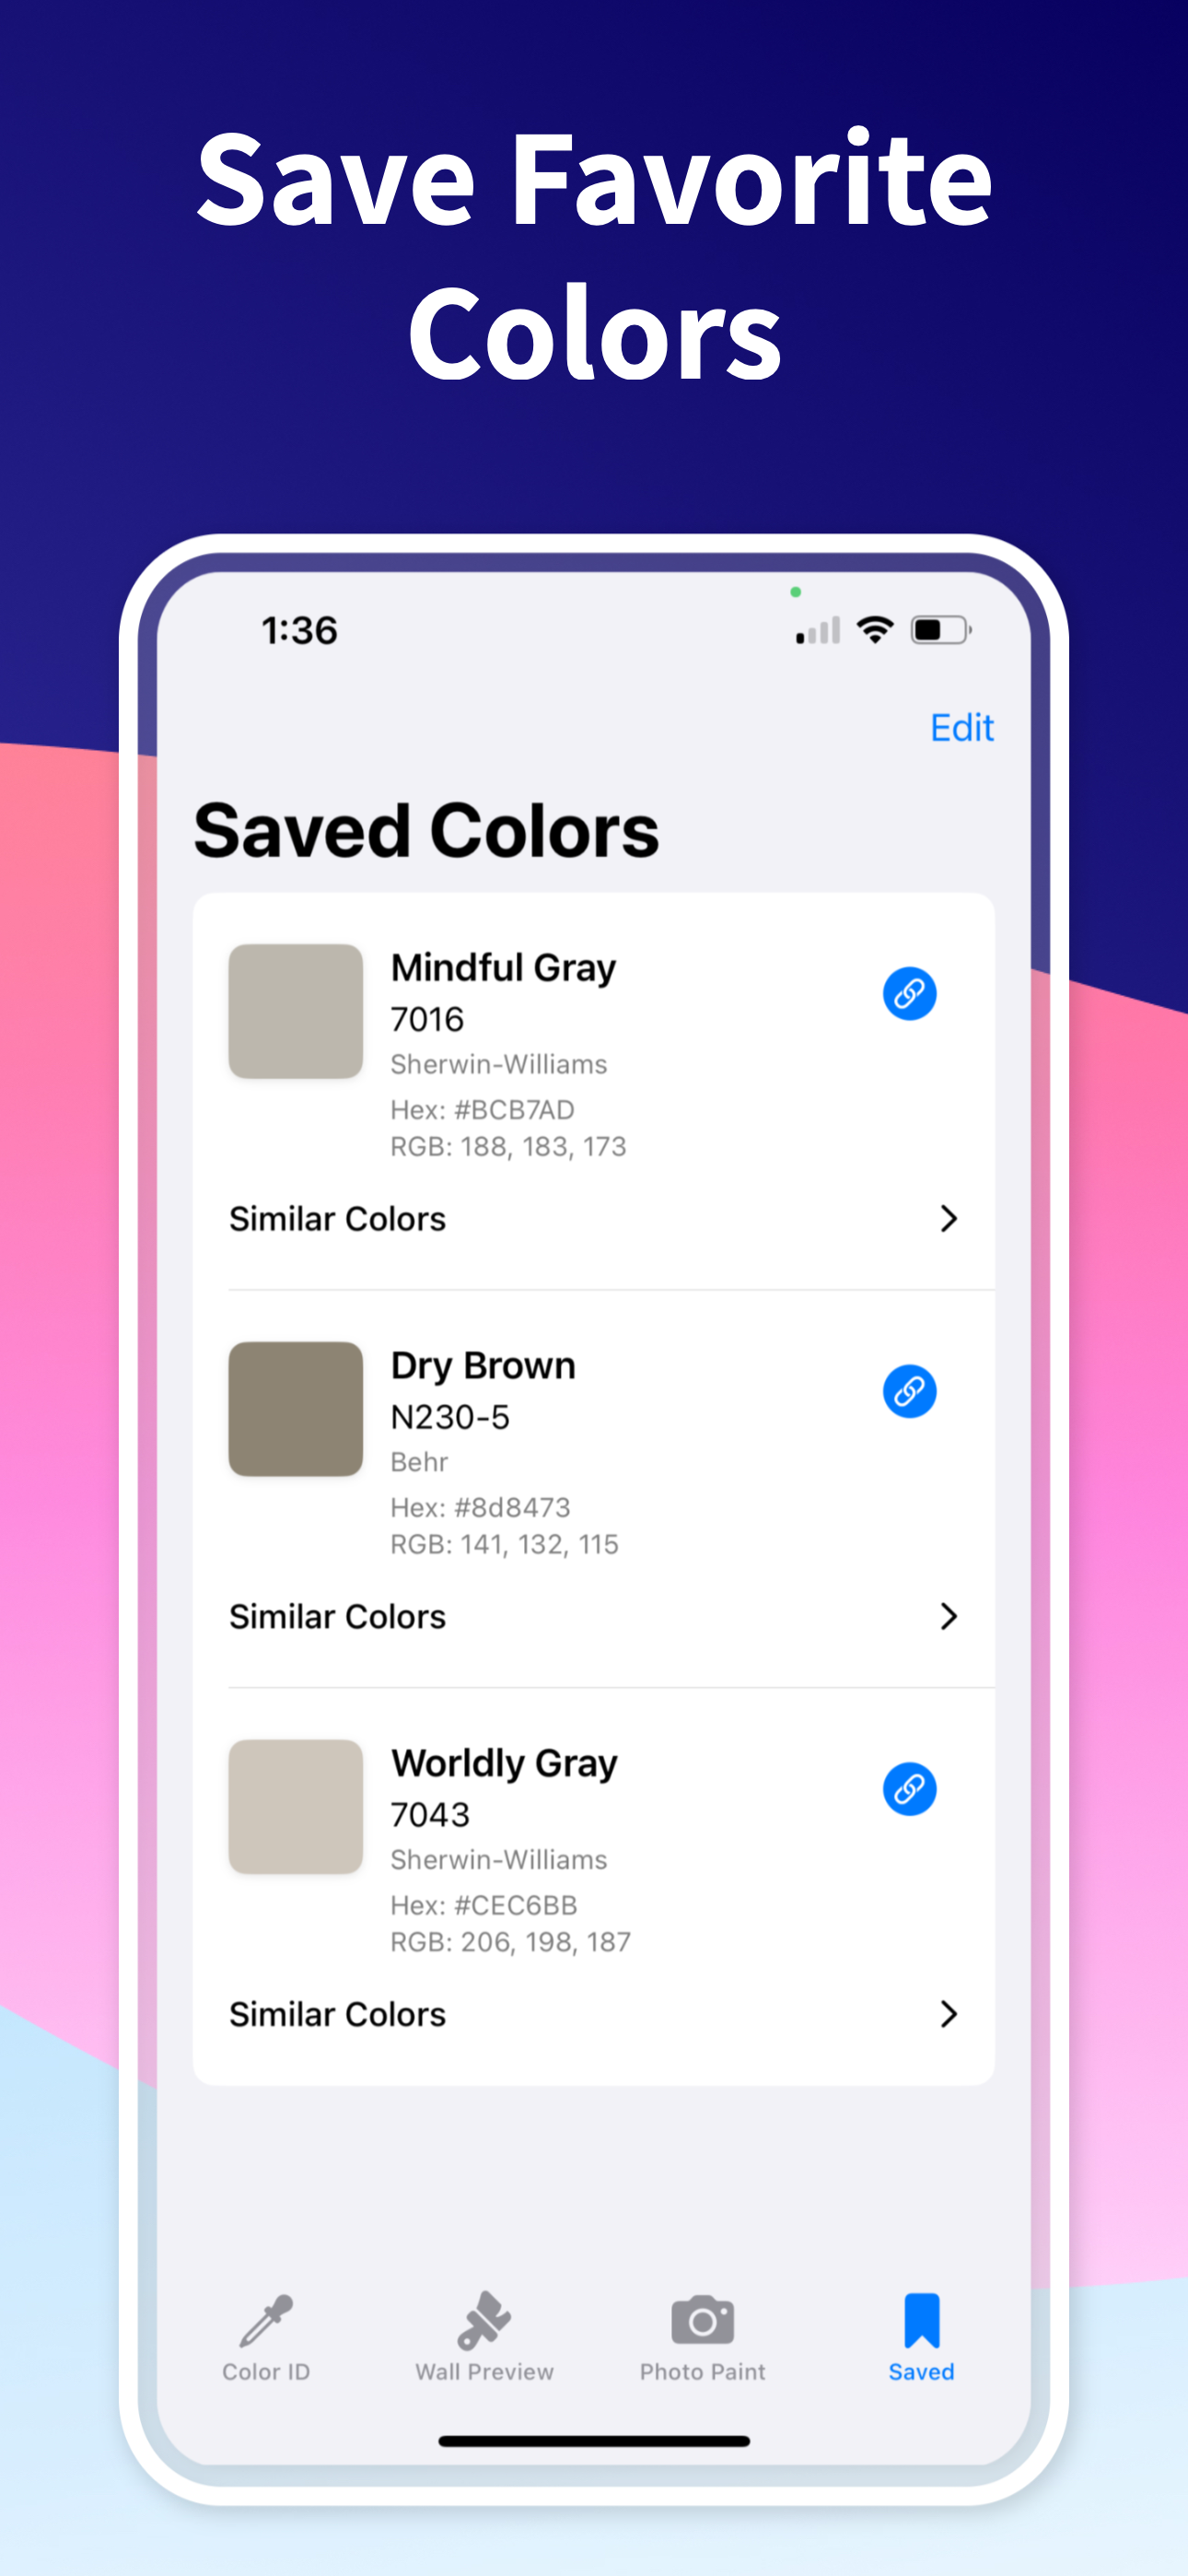 Save Favorite
Colors
1:36
Edit
Saved Colors
Mindful Gray
7016
Sherwin-Williams
Hex: #BCB7AD
RGB: 188, 183, 173
Similar Colors
Dry Brown
N230-5
Behr
Hex: #8d8473
RGB: 141, 132, 115
Similar Colors
Worldly Gray
7043
Sherwin-Williams
Hex: #CEC6BB
RGB: 206, 198, 187
Similar Colors
Color ID
Wall Preview
Photo Paint
Saved